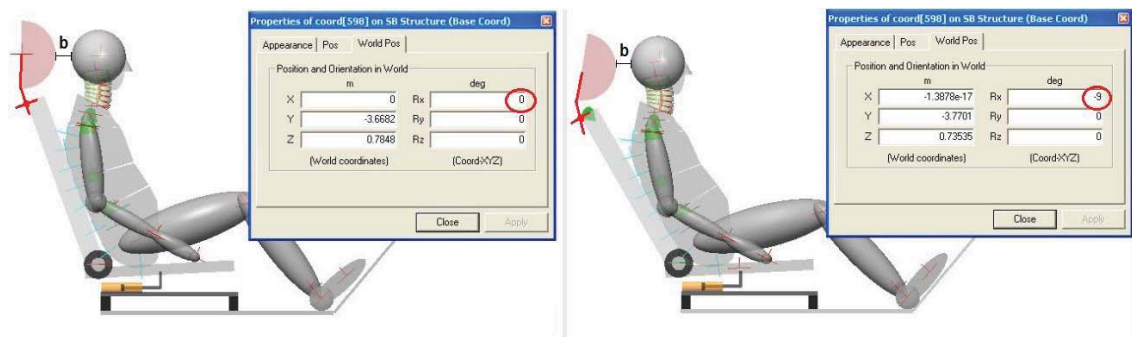 b
Properties of coord[598] on SB Structure (Base Coord)
Appearance Pos World Pos
Position and Orientation in World
m deg
X 0 Rx 0
Y -3.6682 Ry 0
Z 0.7848 Rz 0
(World coordinates) (Coord-XYZ)
Close Apply
b
Properties of coord[598] on SB Structure (Base Coord)
Appearance Pos World Pos
Position and Orientation in World
m deg
X -1.3878e-17 Rx -9
Y -3.7701 Ry 0
Z 0.73535 Rz 0
(World coordinates) (Coord-XYZ)
Close Apply